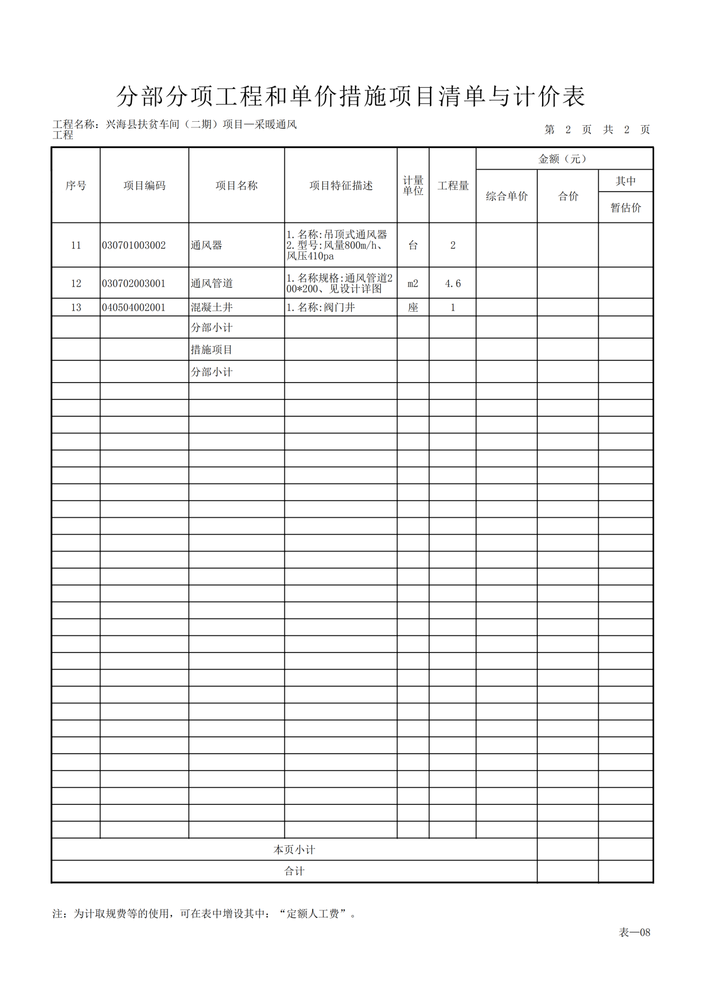 分部分项工程和单价措施项目清单与计价表
工程名称：兴海县扶贫车间（二期）项目—采暖通风
工程
第 2 页 共 2 页
序号
项目编码
项目名称
项目特征描述
计量
单位
工程量
金额（元）
综合单价
合价
其中
暂估价
11
030701003002
通风器
1.名称:吊顶式通风器
2.型号:风量800m/h、
风压410pa
台
2
12
030702003001
通风管道
1.名称规格:通风管道2
00*200、见设计详图
m2
4.6
13
040504002001
混凝土井
1.名称:阀门井
座
1
分部小计
措施项目
分部小计
本页小计
合计
注：为计取规费等的使用，可在表中增设其中：“定额人工费”。
表—08